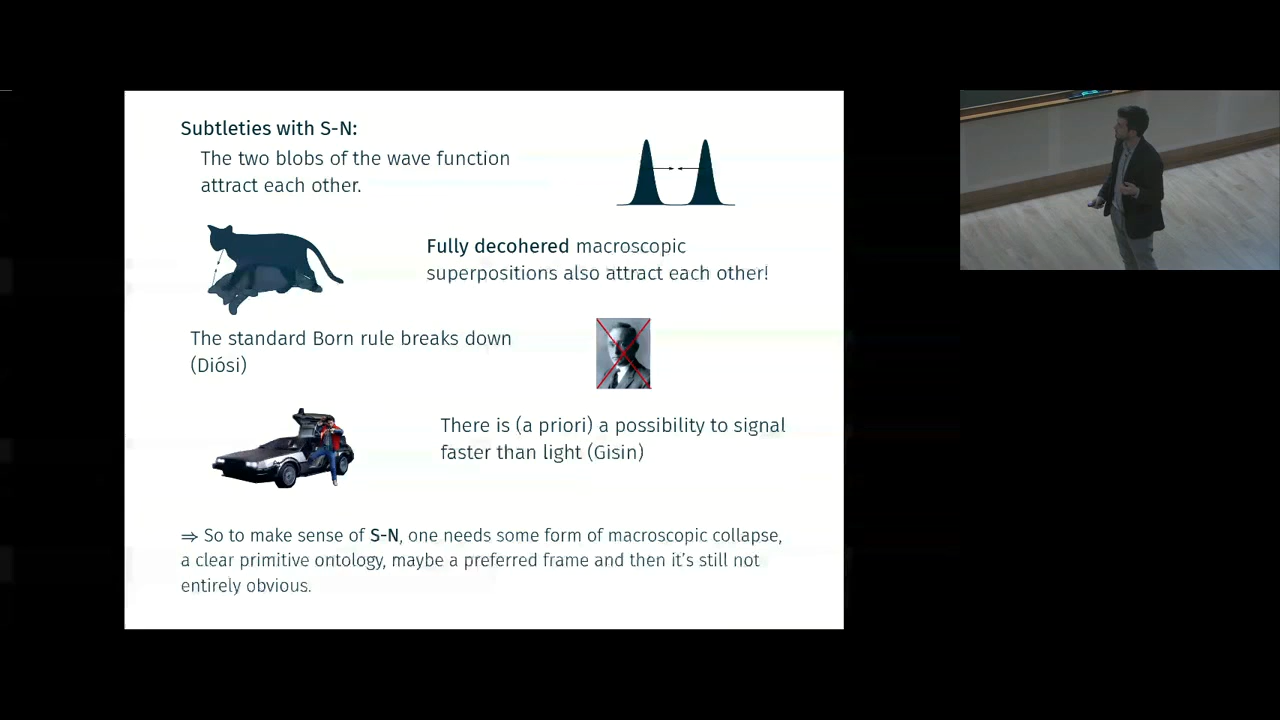 Subtleties with S-N:
The two blobs of the wave function
attract each other.
Fully decohered macroscopic
superpositions also attract each other!
The standard Born rule breaks down
(Diósi)
There is (a priori) a possibility to signal
faster than light (Gisin)
⇒ So to make sense of S-N, one needs some form of macroscopic collapse,
a clear primitive ontology, maybe a preferred frame and then it's still not
entirely obvious.